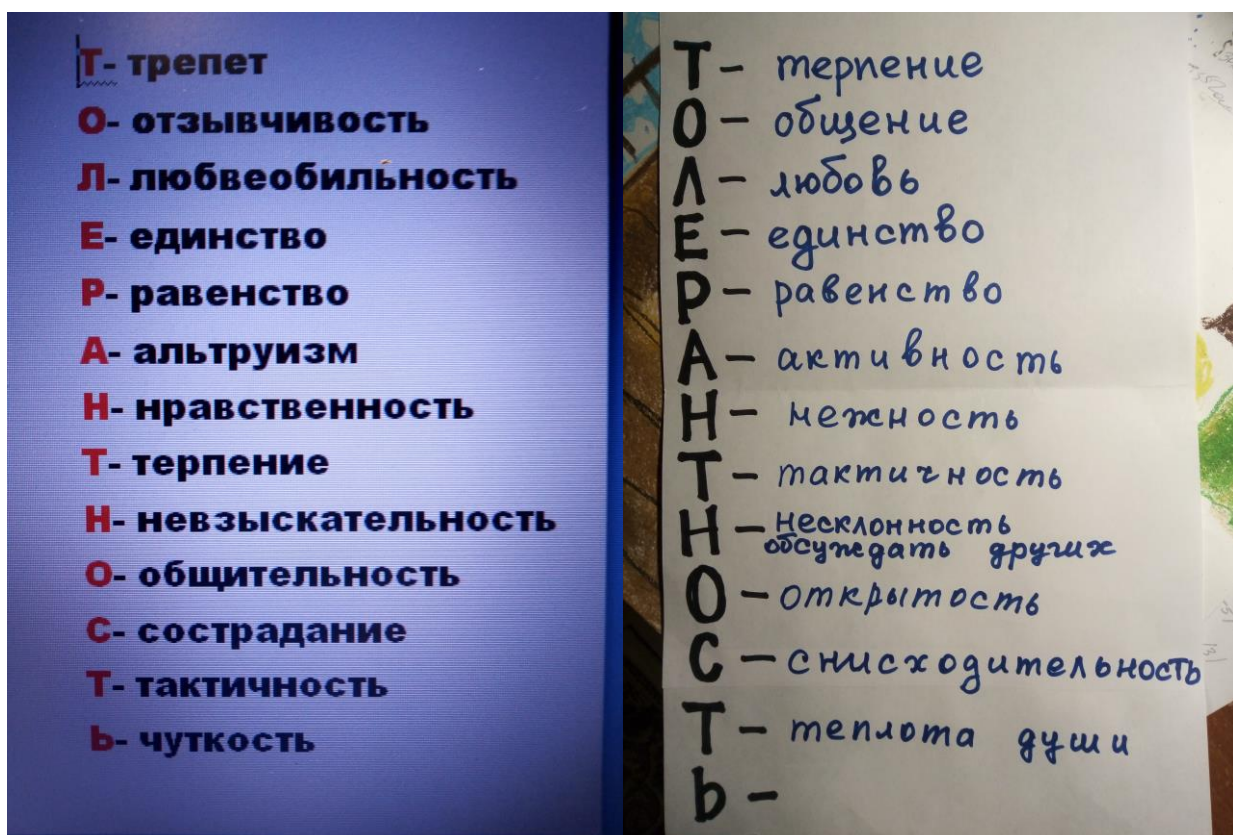 Т- трепет
О- отзывчивость
Л- любвеобильность
Е- единство
Р- равенство
А- альтруизм
Н- нравственность
Т- терпение
Н- невзыскательность
О- общительность
С- сострадание
Т- тактичность
Ь- чуткость
Т - терпение
О - общение
Л - любовь
Е - единство
Р - равенство
А - активность
Н - нежность
Т - тактичность
Н - несклонность
обсуждать других
О - открытость
С - снисходительность
Т - теплота души
Ь -